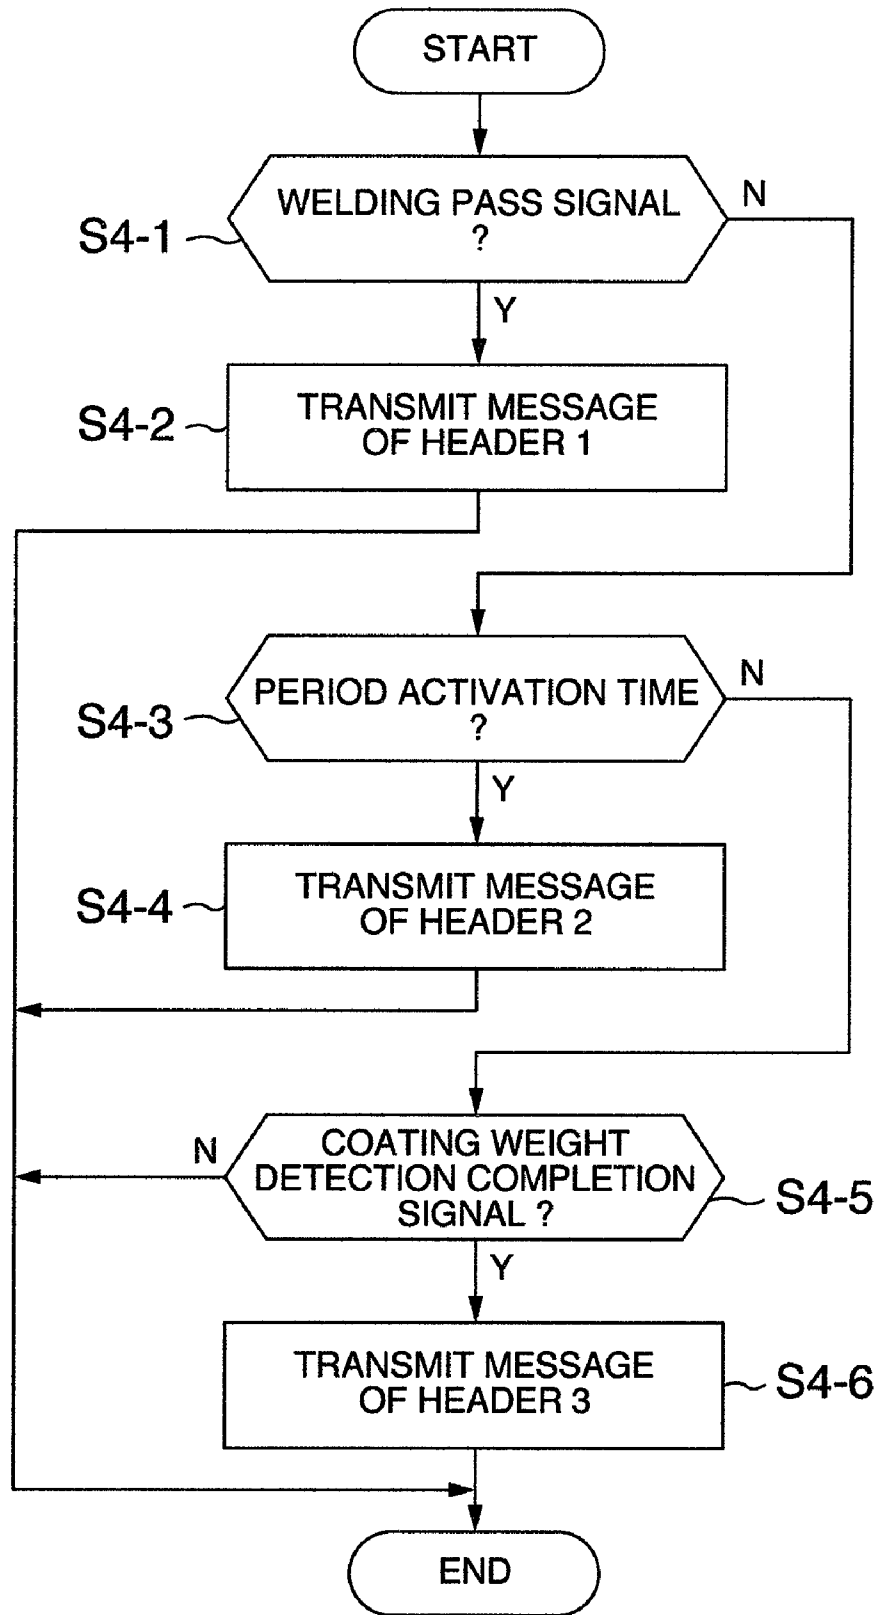 START
WELDING PASS SIGNAL
?
N
S4-1
Y
TRANSMIT MESSAGE
OF HEADER 1
S4-2
PERIOD ACTIVATION TIME
?
N
S4-3
Y
TRANSMIT MESSAGE
OF HEADER 2
S4-4
N
COATING WEIGHT
DETECTION COMPLETION
SIGNAL ?
S4-5
Y
TRANSMIT MESSAGE
OF HEADER 3
S4-6
END